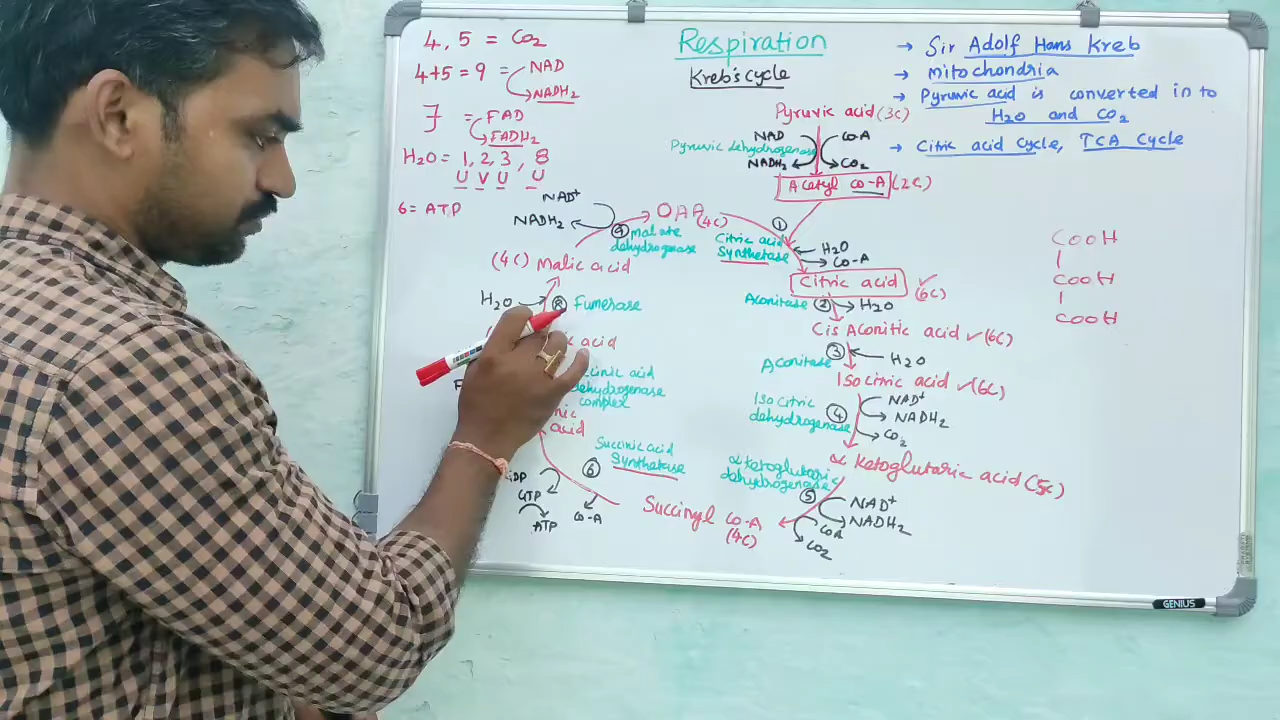 4, 5 = CO2
4+5 = 9 = NAD
NADH2
7 = FAD
FADH2
H2O = 1, 2, 3, 8
U V U U
6 = ATP
Respiration
Kreb's cycle
→ Sir Adolf Hans Kreb
→ mitochondria
→ Pyruvic acid is converted in to
H2O and CO2
→ Citric acid Cycle, TCA Cycle
Pyruvic acid (3C)
NAD CO-A
Pyruvic dehydrogenase
NADH2 CO2
Acetyl CO-A (2C)
OAA (4C)
①
Citric acid
Synthetase
H2O
CO-A
Citric acid (6C)
Aconitase ② H2O
Cis Aconitic acid (6C)
Aconitase ③ H2O
Iso citric acid (6C)
Iso citric
dehydrogenase ④
NAD+
NADH2
CO2
α Ketoglutaric acid (5C)
α Ketoglutaric
dehydrogenase ⑤
NAD+
NADH2
COA
CO2
Succinyl CO-A
(4C)
Succinic acid
Synthetase
⑥
CO-A
GTP
ATP
acid
complex
acid
⑧ Fumerase
H2O
(4C) Malic acid
⑨ malate
dehydrogenase
NAD+
NADH2
COOH
|
COOH
|
COOH
GENIUS